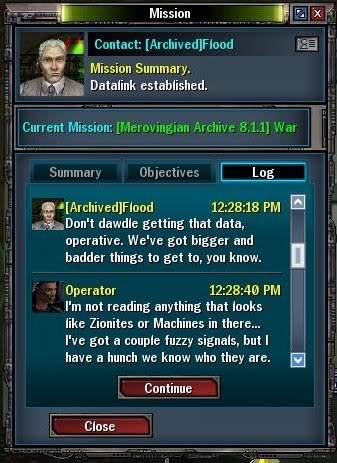 Mission
Contact: [Archived]Flood
Mission Summary.
Datalink established.
Current Mission: [Merovingian Archive 8.1.1] War
Summary
Objectives
Log
[Archived]Flood 12:28:18 PM
Don't dawdle getting that data,
operative. We've got bigger and
badder things to get to, you know.
Operator 12:28:40 PM
I'm not reading anything that looks
like Zionites or Machines in there...
I've got a couple fuzzy signals, but I
have a hunch we know who they are.
Continue
Close